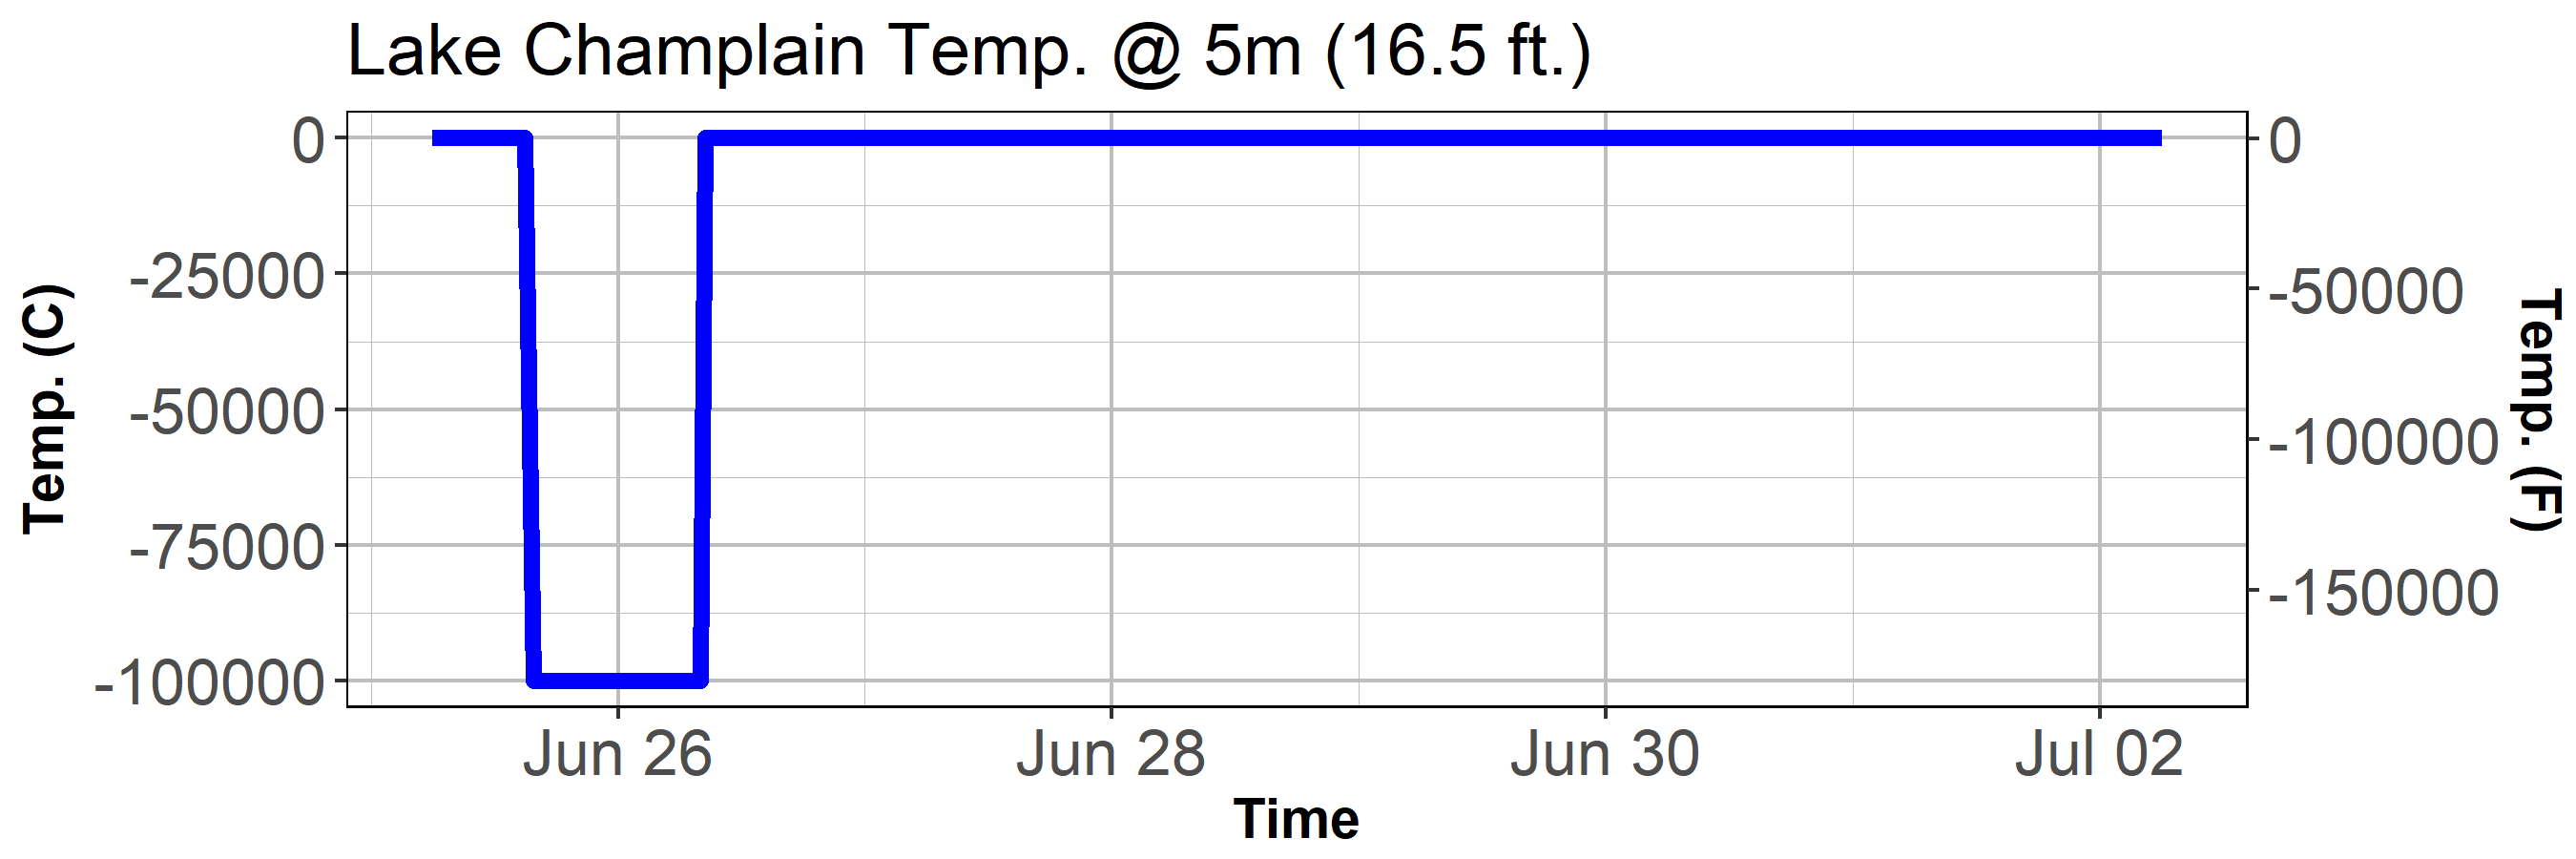 Lake Champlain Temp. @ 5m (16.5 ft.)
Temp. (C)
0
-25000
-50000
-75000
-100000
0
-50000
-100000
-150000
Temp. (F)
Jun 26
Jun 28
Jun 30
Jul 02
Time